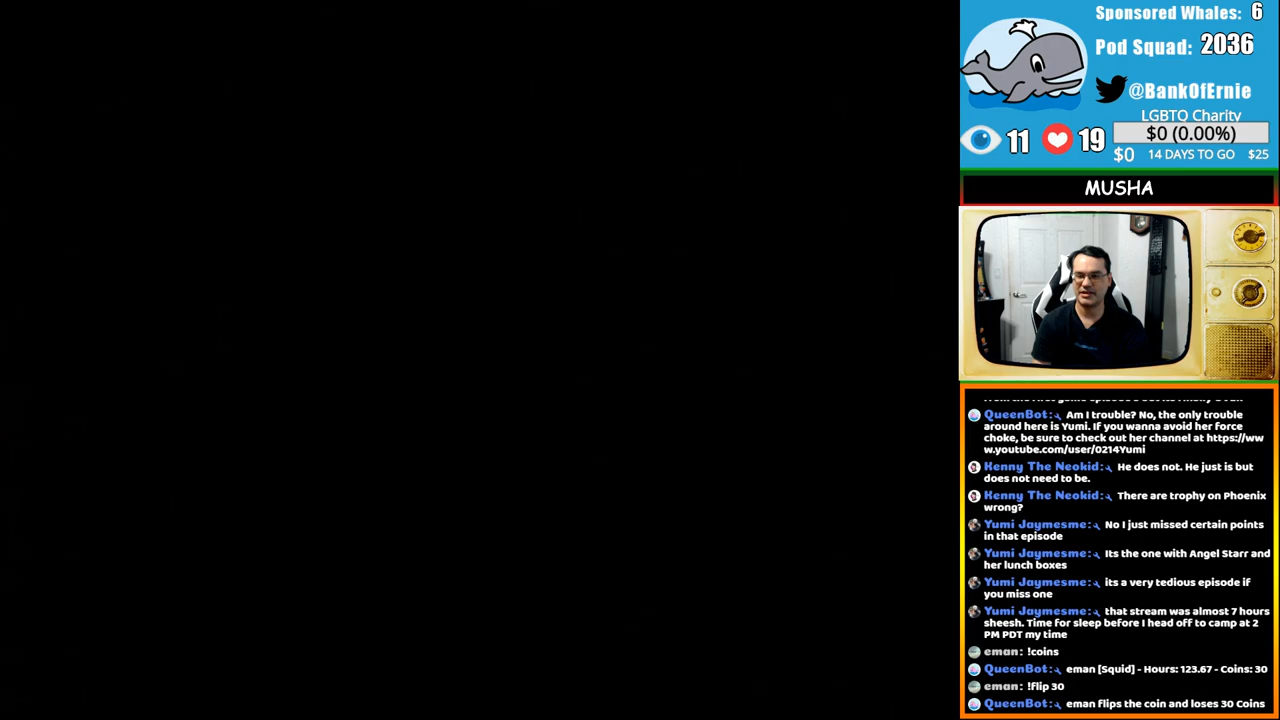 Sponsored Whales: 6
Pod Squad: 2036
@BankOfErnie
LGBTQ Charity
11 19 $0 (0.00%)
$0 14 DAYS TO GO $25
MUSHA
QueenBot: Am I trouble? No, the only trouble
around here is Yumi. If you wanna avoid her force
choke, be sure to check out her channel at https://ww
w.youtube.com/user/0214Yumi
Kenny The Neokid: He does not. He just is but
does not need to be.
Kenny The Neokid: There are trophy on Phoenix
wrong?
Yumi Jaymesme: No I just missed certain points
in that episode
Yumi Jaymesme: Its the one with Angel Starr and
her lunch boxes
Yumi Jaymesme: its a very tedious episode if
you miss one
Yumi Jaymesme: that stream was almost 7 hours
sheesh. Time for sleep before I head off to camp at 2
PM PDT my time
eman: !coins
QueenBot: eman [Squid] - Hours: 123.67 - Coins: 30
eman: !flip 30
QueenBot: eman flips the coin and loses 30 Coins